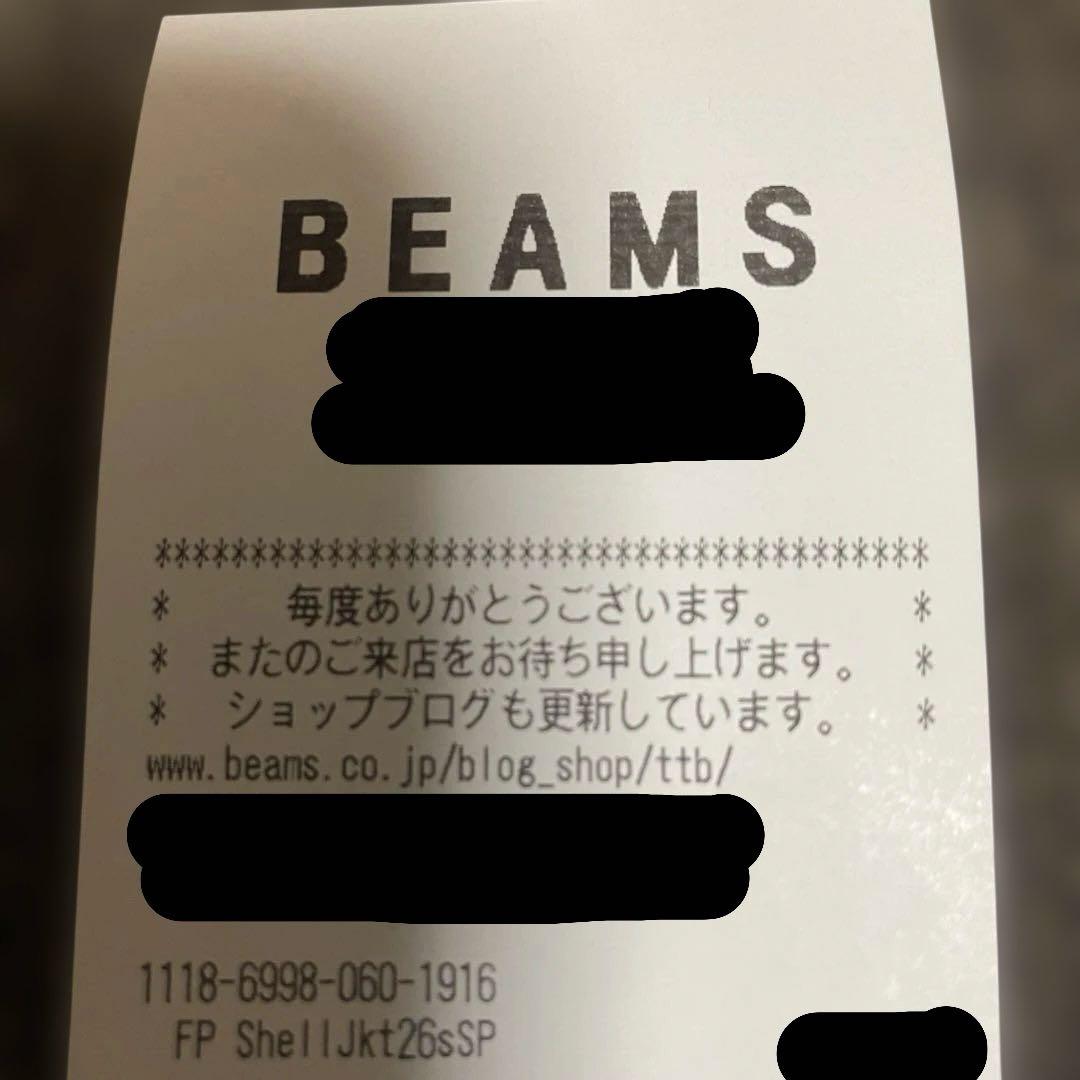 BEAMS
****************************************
* 毎度ありがとうございます。 *
* またのご来店をお待ち申し上げます。 *
* ショップブログも更新しています。 *
www.beams.co.jp/blog_shop/ttb/
1118-6998-060-1916
FP ShellJkt26sSP